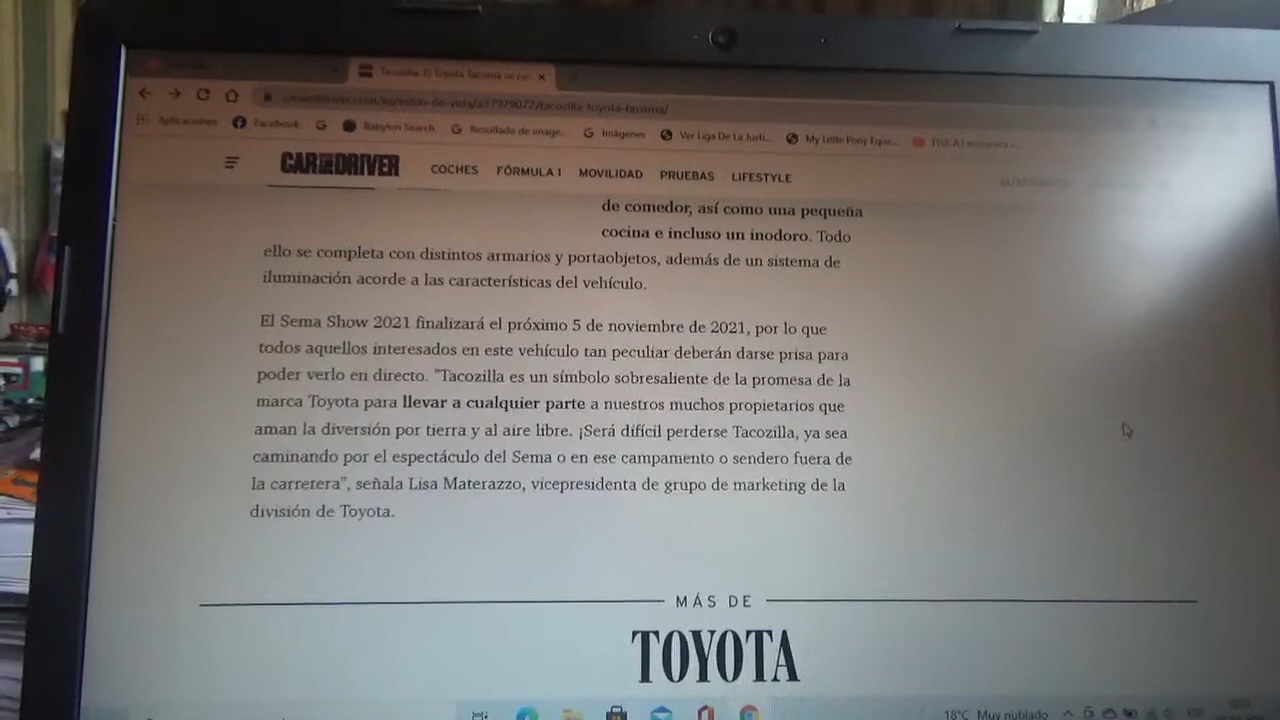 Tacozilla: El Toyota Tacoma se co
/tacozilla-toyota-tacoma/
Aplicaciones Facebook Babylon Search Resultado de image... Imágenes Ver Liga De La Justi... My Little Pony Eque...
CAR AND DRIVER COCHES FÓRMULA 1 MOVILIDAD PRUEBAS LIFESTYLE
de comedor, así como una pequeña
cocina e incluso un inodoro. Todo
ello se completa con distintos armarios y portaobjetos, además de un sistema de
iluminación acorde a las características del vehículo.
El Sema Show 2021 finalizará el próximo 5 de noviembre de 2021, por lo que
todos aquellos interesados en este vehículo tan peculiar deberán darse prisa para
poder verlo en directo. "Tacozilla es un símbolo sobresaliente de la promesa de la
marca Toyota para llevar a cualquier parte a nuestros muchos propietarios que
aman la diversión por tierra y al aire libre. ¡Será difícil perderse Tacozilla, ya sea
caminando por el espectáculo del Sema o en ese campamento o sendero fuera de
la carretera", señala Lisa Materazzo, vicepresidenta de grupo de marketing de la
división de Toyota.
MÁS DE
TOYOTA
18°C Muy nublado